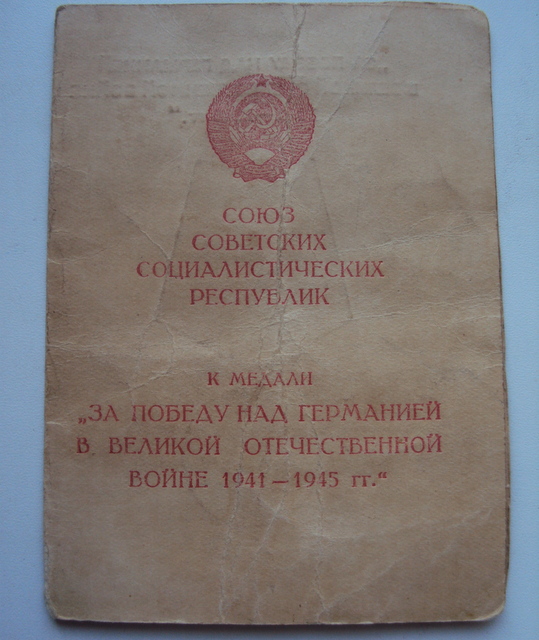 СОЮЗ
СОВЕТСКИХ
СОЦИАЛИСТИЧЕСКИХ
РЕСПУБЛИК
К МЕДАЛИ
„ЗА ПОБЕДУ НАД ГЕРМАНИЕЙ
В ВЕЛИКОЙ ОТЕЧЕСТВЕННОЙ
ВОЙНЕ 1941—1945 гг.“